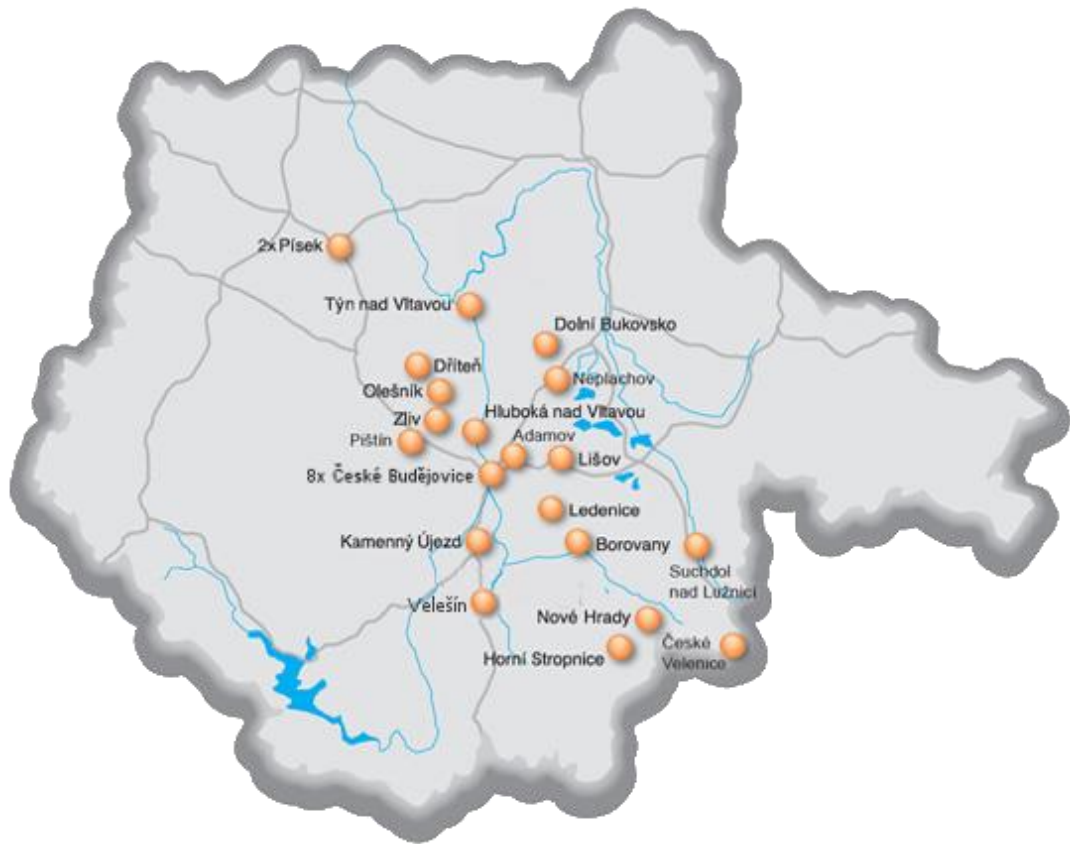 2x Písek
Týn nad Vltavou
Dolní Bukovsko
Dříteň
Neplachov
Olešník
Hluboká nad Vltavou
Zliv
Adamov
Pištín
Lišov
8x České Budějovice
Ledenice
Kamenný Újezd
Borovany
Suchdol
nad Lužnicí
Velešín
Nové Hrady
České
Velenice
Horní Stropnice